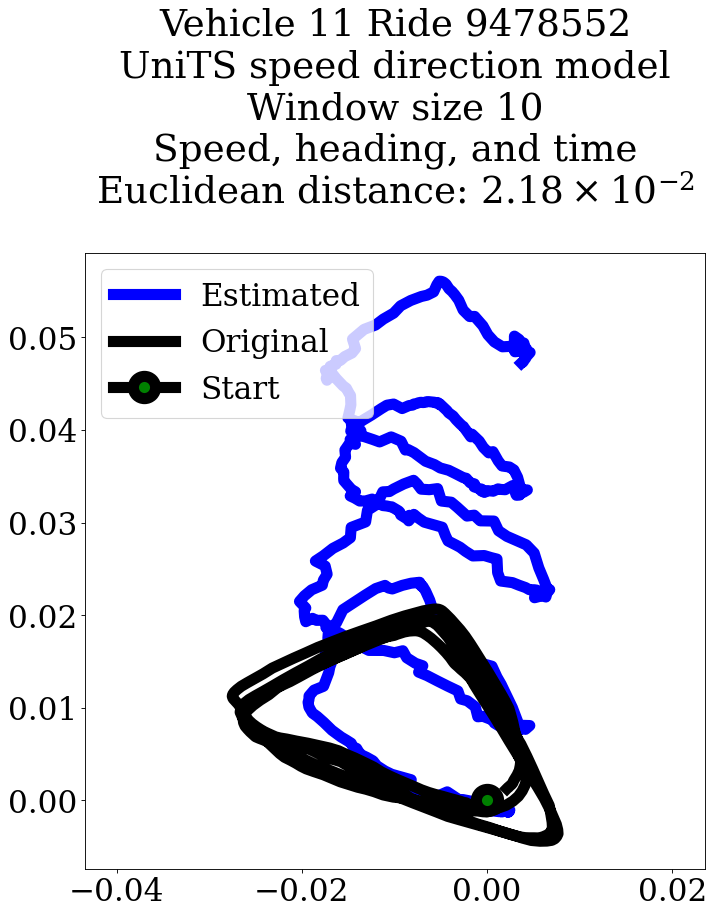 Vehicle 11 Ride 9478552
UniTS speed direction model
Window size 10
Speed, heading, and time
Euclidean distance: 2.18 × 10⁻²
Estimated
Original
Start
0.05
0.04
0.03
0.02
0.01
0.00
−0.04
−0.02
0.00
0.02